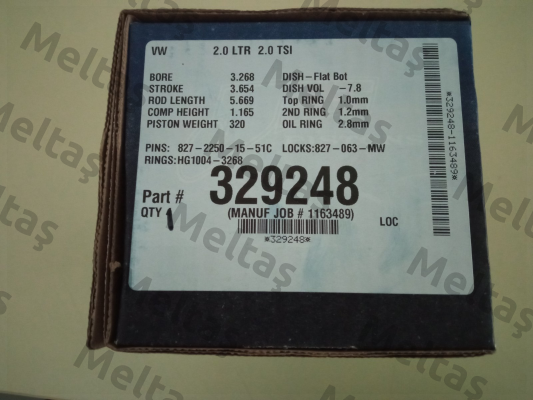 VW 2.0 LTR 2.0 TSI
BORE 3.268 DISH-Flat Bot
STROKE 3.654 DISH VOL -7.8
ROD LENGTH 5.669 Top RING 1.0mm
COMP HEIGHT 1.165 2ND RING 1.2mm
PISTON WEIGHT 320 OIL RING 2.8mm
PINS: 827-2250-15-51C LOCKS:827-063-MW
RINGS:HG1004-3268
Part # 329248
QTY 1 (MANUF JOB # 1163489) LOC
*329248*
*329248-1163489*
Meltaş
Meltaş
Meltaş
Meltaş
Meltaş
Meltaş
Meltaş
Meltaş